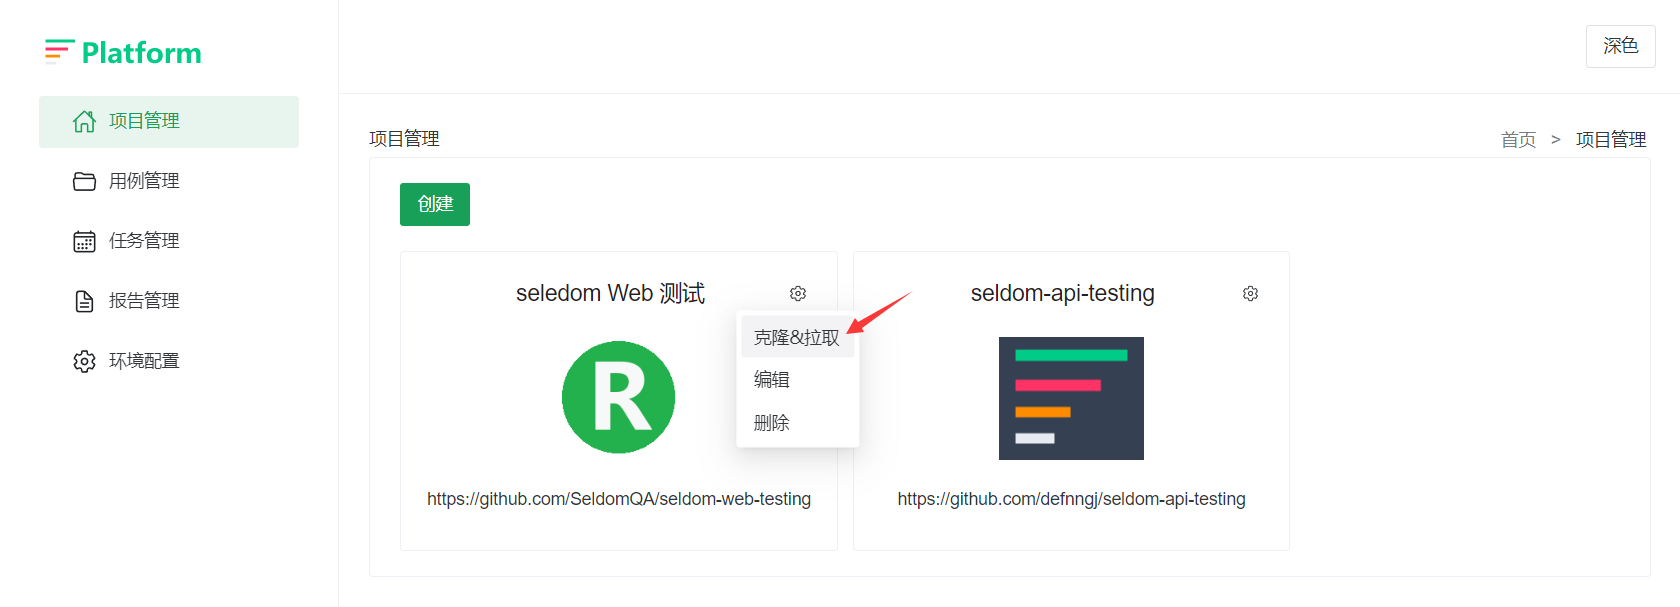 Platform
深色
项目管理
用例管理
任务管理
报告管理
环境配置
项目管理
首页 > 项目管理
创建
seledom Web 测试
克隆&拉取
编辑
删除
R
https://github.com/SeldomQA/seldom-web-testing
seldom-api-testing
https://github.com/defnngj/seldom-api-testing